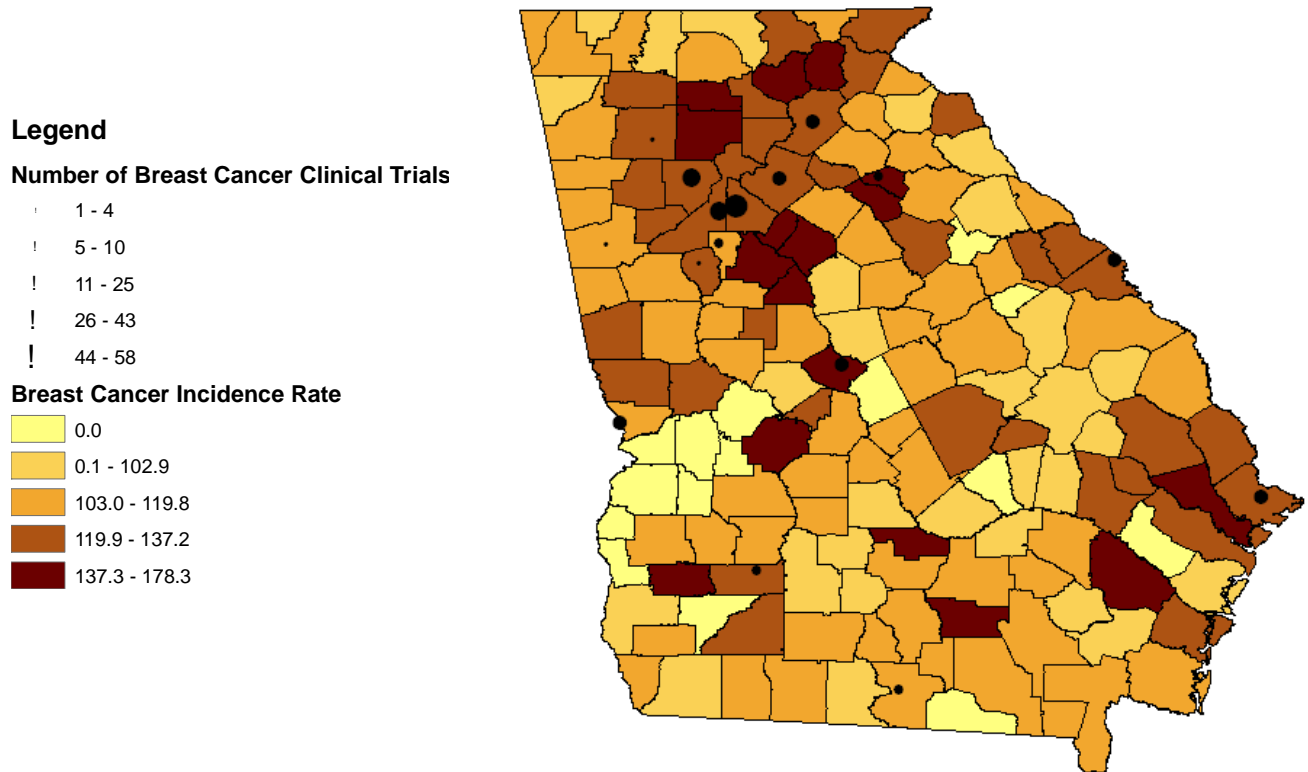 Legend
Number of Breast Cancer Clinical Trials
! 1 - 4
! 5 - 10
! 11 - 25
! 26 - 43
! 44 - 58
Breast Cancer Incidence Rate
0.0
0.1 - 102.9
103.0 - 119.8
119.9 - 137.2
137.3 - 178.3